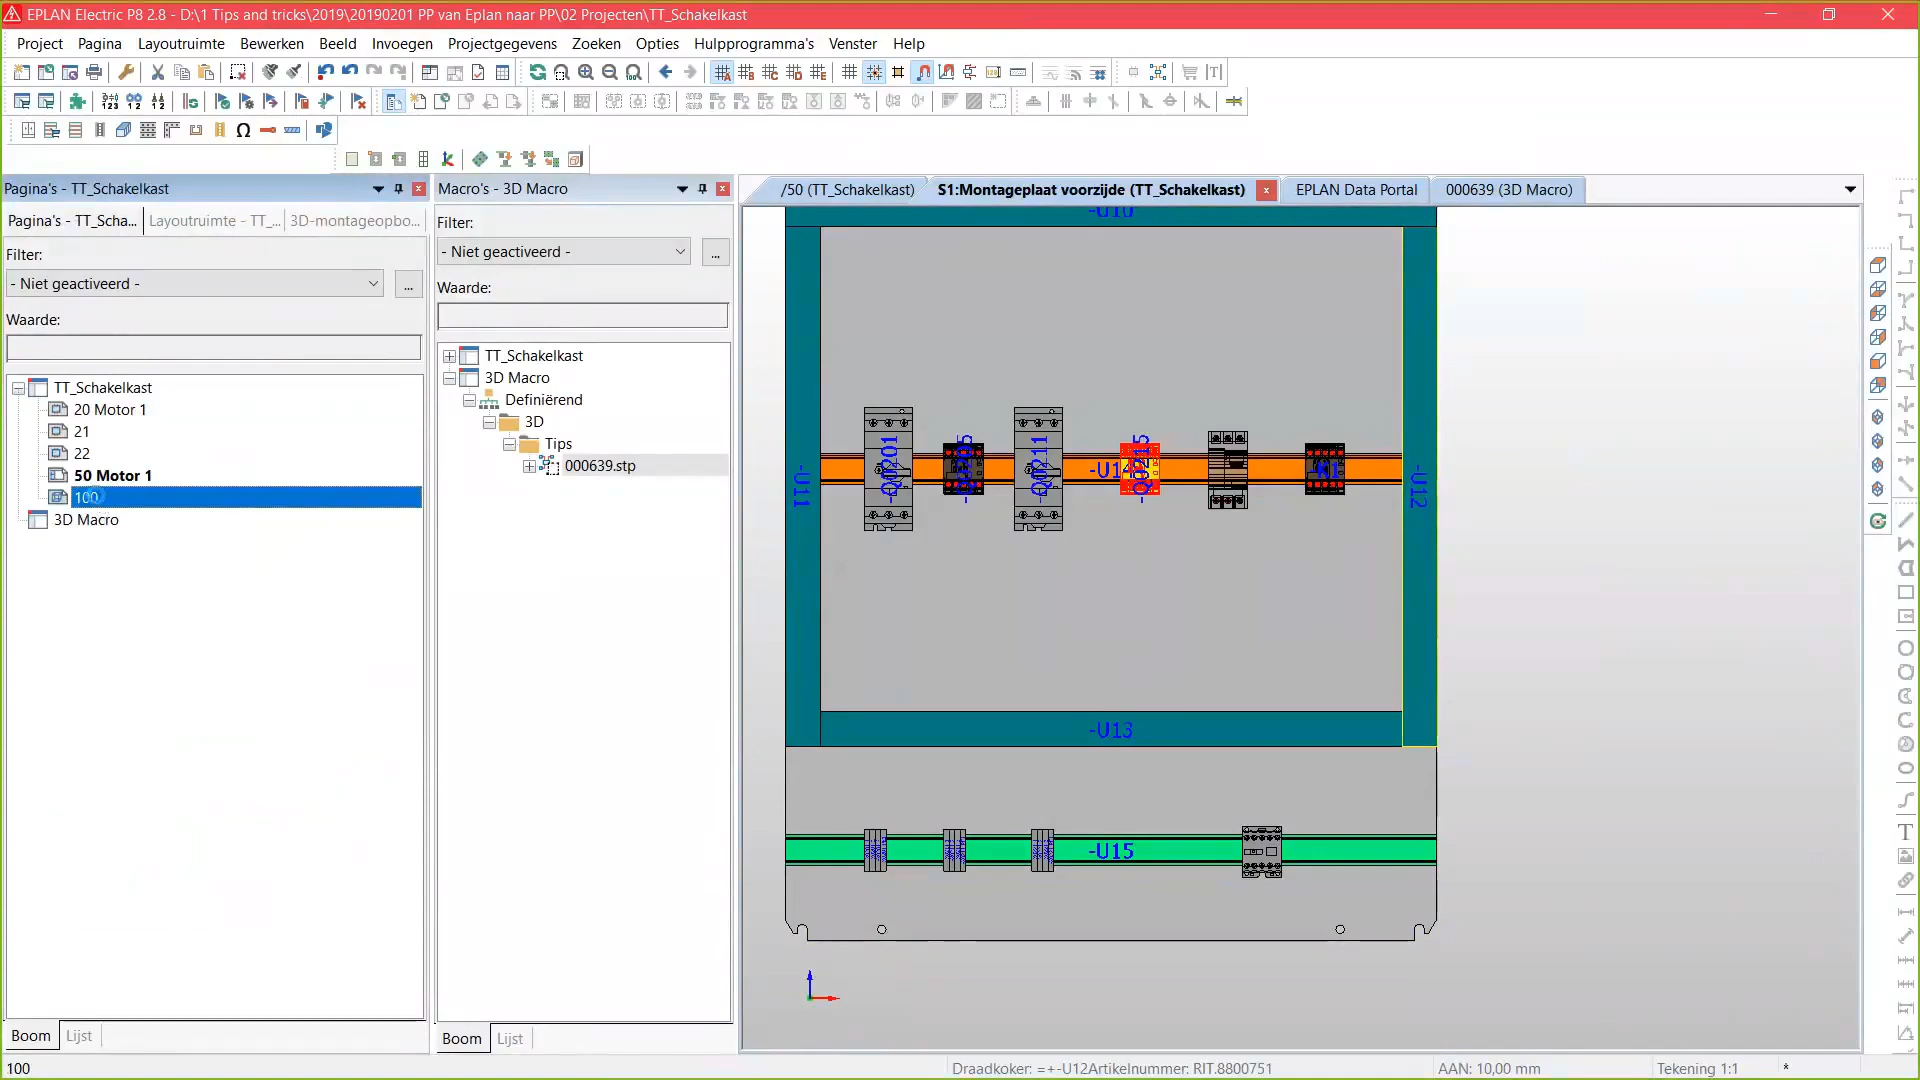 EPLAN Electric P8 2.8 - D:\1 Tips and tricks\2019\20190201 PP van Eplan naar PP\02 Projecten\TT_Schakelkast
Project Pagina Layoutruimte Bewerken Beeld Invoegen Projectgegevens Zoeken Opties Hulpprogramma's Venster Help
Pagina's - TT_Schakelkast
Pagina's - TT_Scha... Layoutruimte - TT_... 3D-montageopbo...
Filter:
- Niet geactiveerd -
...
Waarde:
TT_Schakelkast
20 Motor 1
21
22
50 Motor 1
100
3D Macro
Boom Lijst
Macro's - 3D Macro
Filter:
- Niet geactiveerd -
...
Waarde:
TT_Schakelkast
3D Macro
Definiërend
3D
Tips
000639.stp
Boom Lijst
/50 (TT_Schakelkast) S1:Montageplaat voorzijde (TT_Schakelkast) EPLAN Data Portal 000639 (3D Macro)
-U10
-U11
-Q0201
-Q0211
-Q0215
-U12
-U13
-U15
100
Draadkoker: =+-U12Artikelnummer: RIT.8800751
AAN: 10,00 mm
Tekening 1:1
*